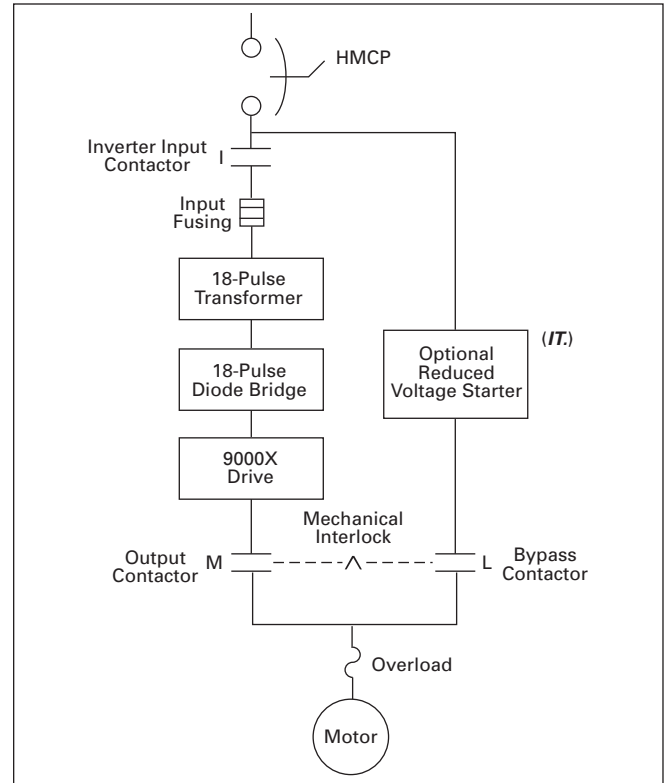 HMCP
Inverter Input
Contactor
I
Input
Fusing
18-Pulse
Transformer
(IT.)
Optional
Reduced
Voltage Starter
18-Pulse
Diode Bridge
9000X
Drive
Mechanical
Interlock
Output
Contactor
M
L
Bypass
Contactor
Overload
Motor